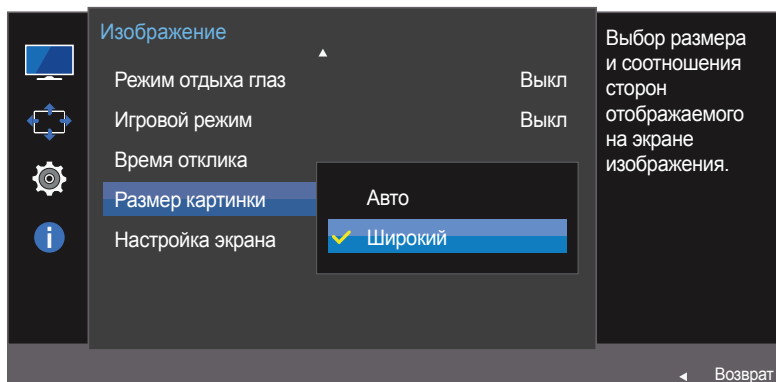 Изображение
Режим отдыха глаз Выкл
Игровой режим Выкл
Время отклика
Размер картинки
Настройка экрана
Авто
Широкий
Выбор размера
и соотношения
сторон
отображаемого
на экране
изображения.
Возврат